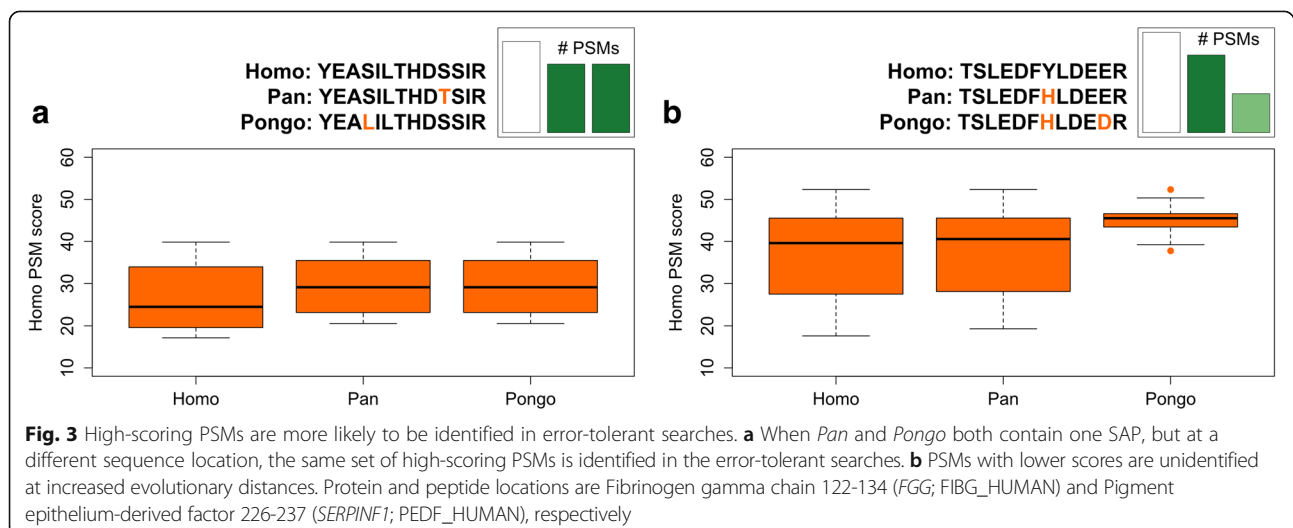 # PSMs
Homo: YEASILTHDSSIR
Pan: YEASILTHDTSIR
Pongo: YEALILTHDSSIR
a
60
50
40
30
20
10
Homo PSM score
Homo Pan Pongo
# PSMs
Homo: TSLEDFYLDEER
Pan: TSLEDFHLDEER
Pongo: TSLEDFHLDEDR
b
60
50
40
30
20
10
Homo PSM score
Homo Pan Pongo
Fig. 3 High-scoring PSMs are more likely to be identified in error-tolerant searches. a When Pan and Pongo both contain one SAP, but at a
different sequence location, the same set of high-scoring PSMs is identified in the error-tolerant searches. b PSMs with lower scores are unidentified
at increased evolutionary distances. Protein and peptide locations are Fibrinogen gamma chain 122-134 (FGG; FIBG_HUMAN) and Pigment
epithelium-derived factor 226-237 (SERPINF1; PEDF_HUMAN), respectively